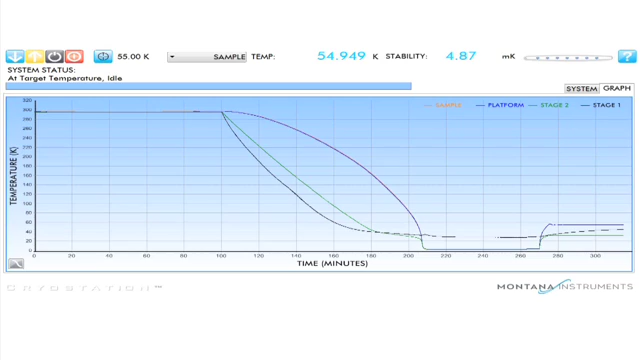 55.00 K SAMPLE TEMP: 54.949 K STABILITY: 4.87 mK ?
SYSTEM STATUS:
At Target Temperature, Idle
SYSTEM GRAPH
SAMPLE PLATFORM STAGE 2 STAGE 1
TEMPERATURE (K)
320
300
280
260
240
220
200
180
160
140
120
100
80
60
40
20
0
0 20 40 60 80 100 120 140 160 180 200 220 240 260 280 300
TIME (MINUTES)
CRYOSTATION™
MONTANA INSTRUMENTS